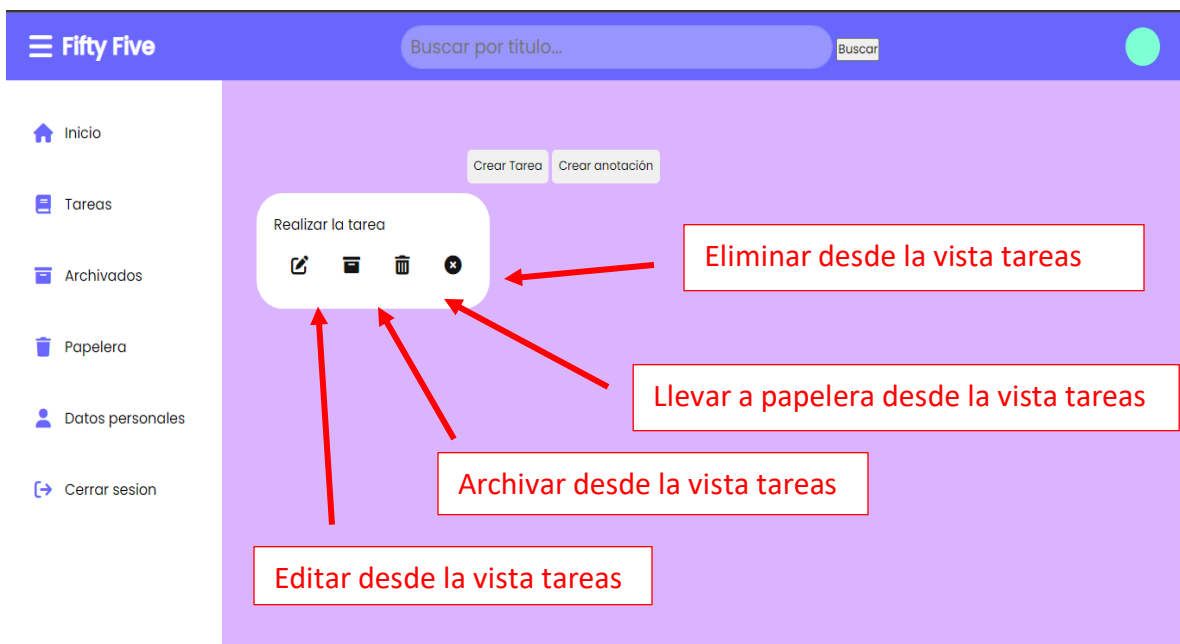 Fifty Five
Buscar por titulo...
Buscar
Inicio
Tareas
Archivados
Papelera
Datos personales
Cerrar sesion
Crear Tarea
Crear anotación
Realizar la tarea
Eliminar desde la vista tareas
Llevar a papelera desde la vista tareas
Archivar desde la vista tareas
Editar desde la vista tareas